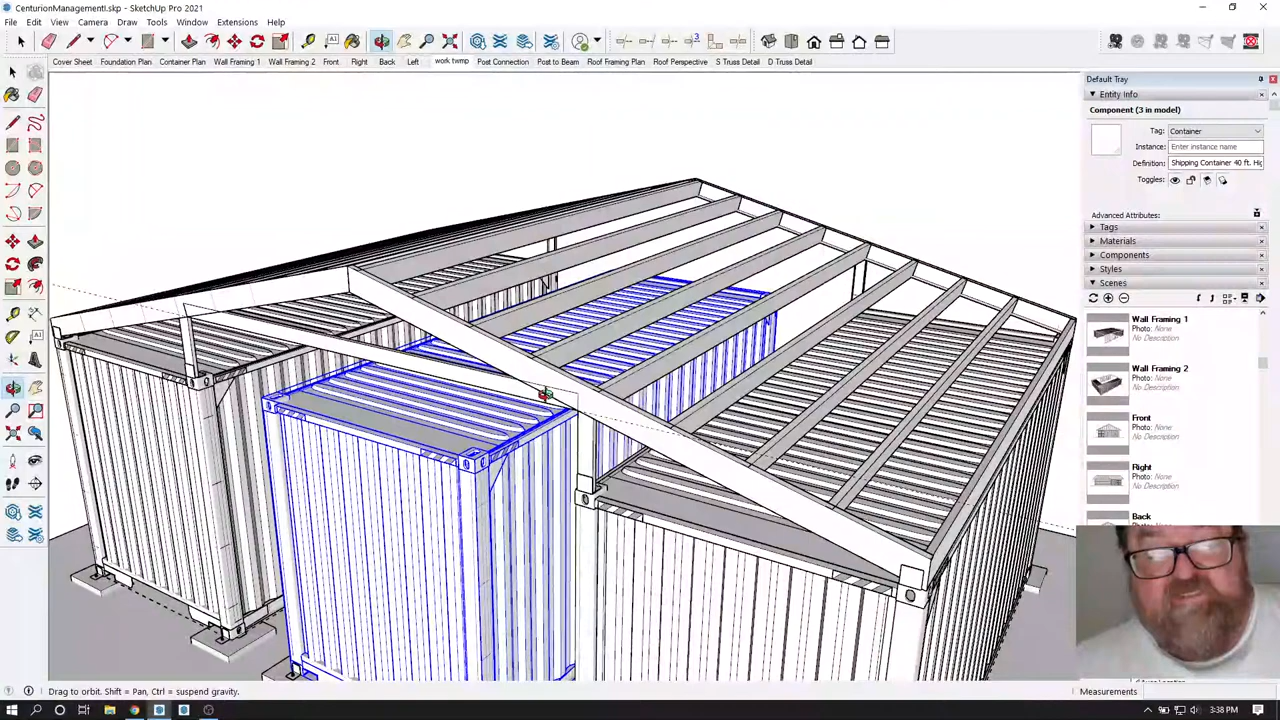 CenturionManagementI.skp - SketchUp Pro 2021
File Edit View Camera Draw Tools Window Extensions Help
Cover Sheet Foundation Plan Container Plan Wall Framing 1 Wall Framing 2 Front Right Back Left work twmp Post Connection Post to Beam Roof Framing Plan Roof Perspective S Truss Detail D Truss Detail
Default Tray
Entity Info
Component (3 in model)
Tag: Container
Instance: Enter instance name
Definition: Shipping Container 40 ft. Hig
Toggles:
Advanced Attributes:
Tags
Materials
Components
Styles
Scenes
Wall Framing 1
Photo: None
No Description
Wall Framing 2
Photo: None
No Description
Front
Photo: None
No Description
Right
Photo: None
No Description
Back
Drag to orbit. Shift = Pan, Ctrl = suspend gravity.
Measurements
3:38 PM